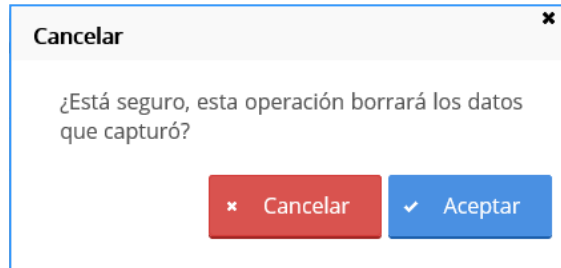 Cancelar
¿Está seguro, esta operación borrará los datos
que capturó?
Cancelar
Aceptar